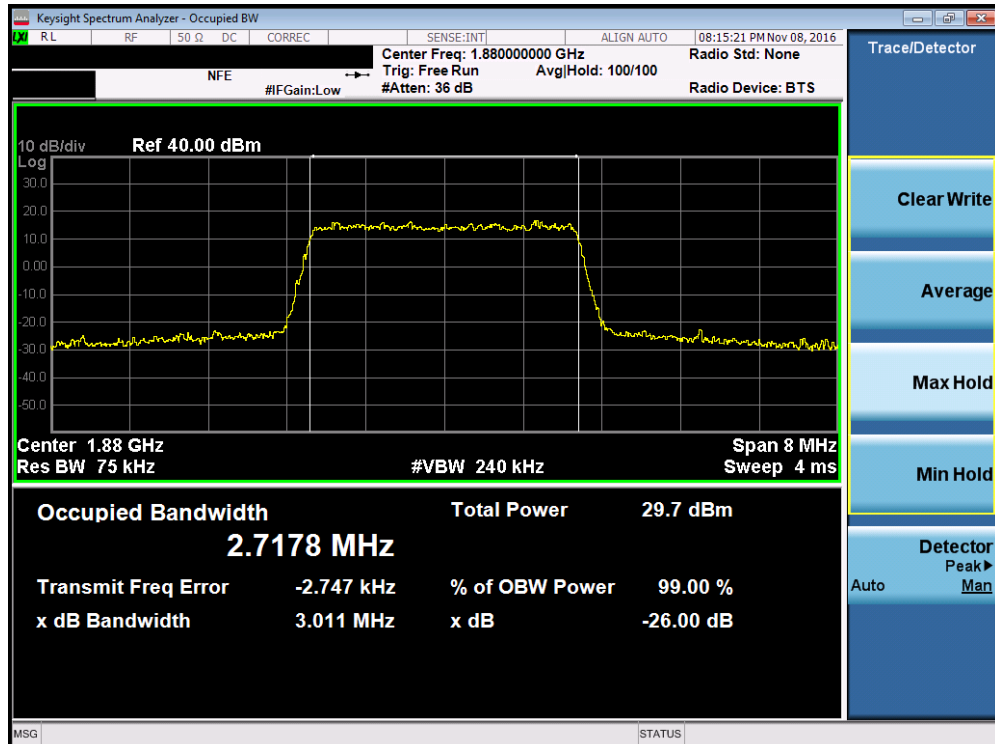 Keysight Spectrum Analyzer - Occupied BW
LXI RL RF 50 Ω DC CORREC SENSE:INT ALIGN AUTO 08:15:21 PM Nov 08, 2016
Center Freq: 1.880000000 GHz Radio Std: None
NFE Trig: Free Run Avg|Hold: 100/100
#IFGain:Low #Atten: 36 dB Radio Device: BTS
Trace/Detector
10 dB/div Ref 40.00 dBm
Log
30.0
20.0
10.0
0.00
-10.0
-20.0
-30.0
-40.0
-50.0
Center 1.88 GHz Span 8 MHz
Res BW 75 kHz #VBW 240 kHz Sweep 4 ms
Occupied Bandwidth Total Power 29.7 dBm
2.7178 MHz
Transmit Freq Error -2.747 kHz % of OBW Power 99.00 %
x dB Bandwidth 3.011 MHz x dB -26.00 dB
Clear Write
Average
Max Hold
Min Hold
Detector
Peak▶
Auto Man
MSG STATUS